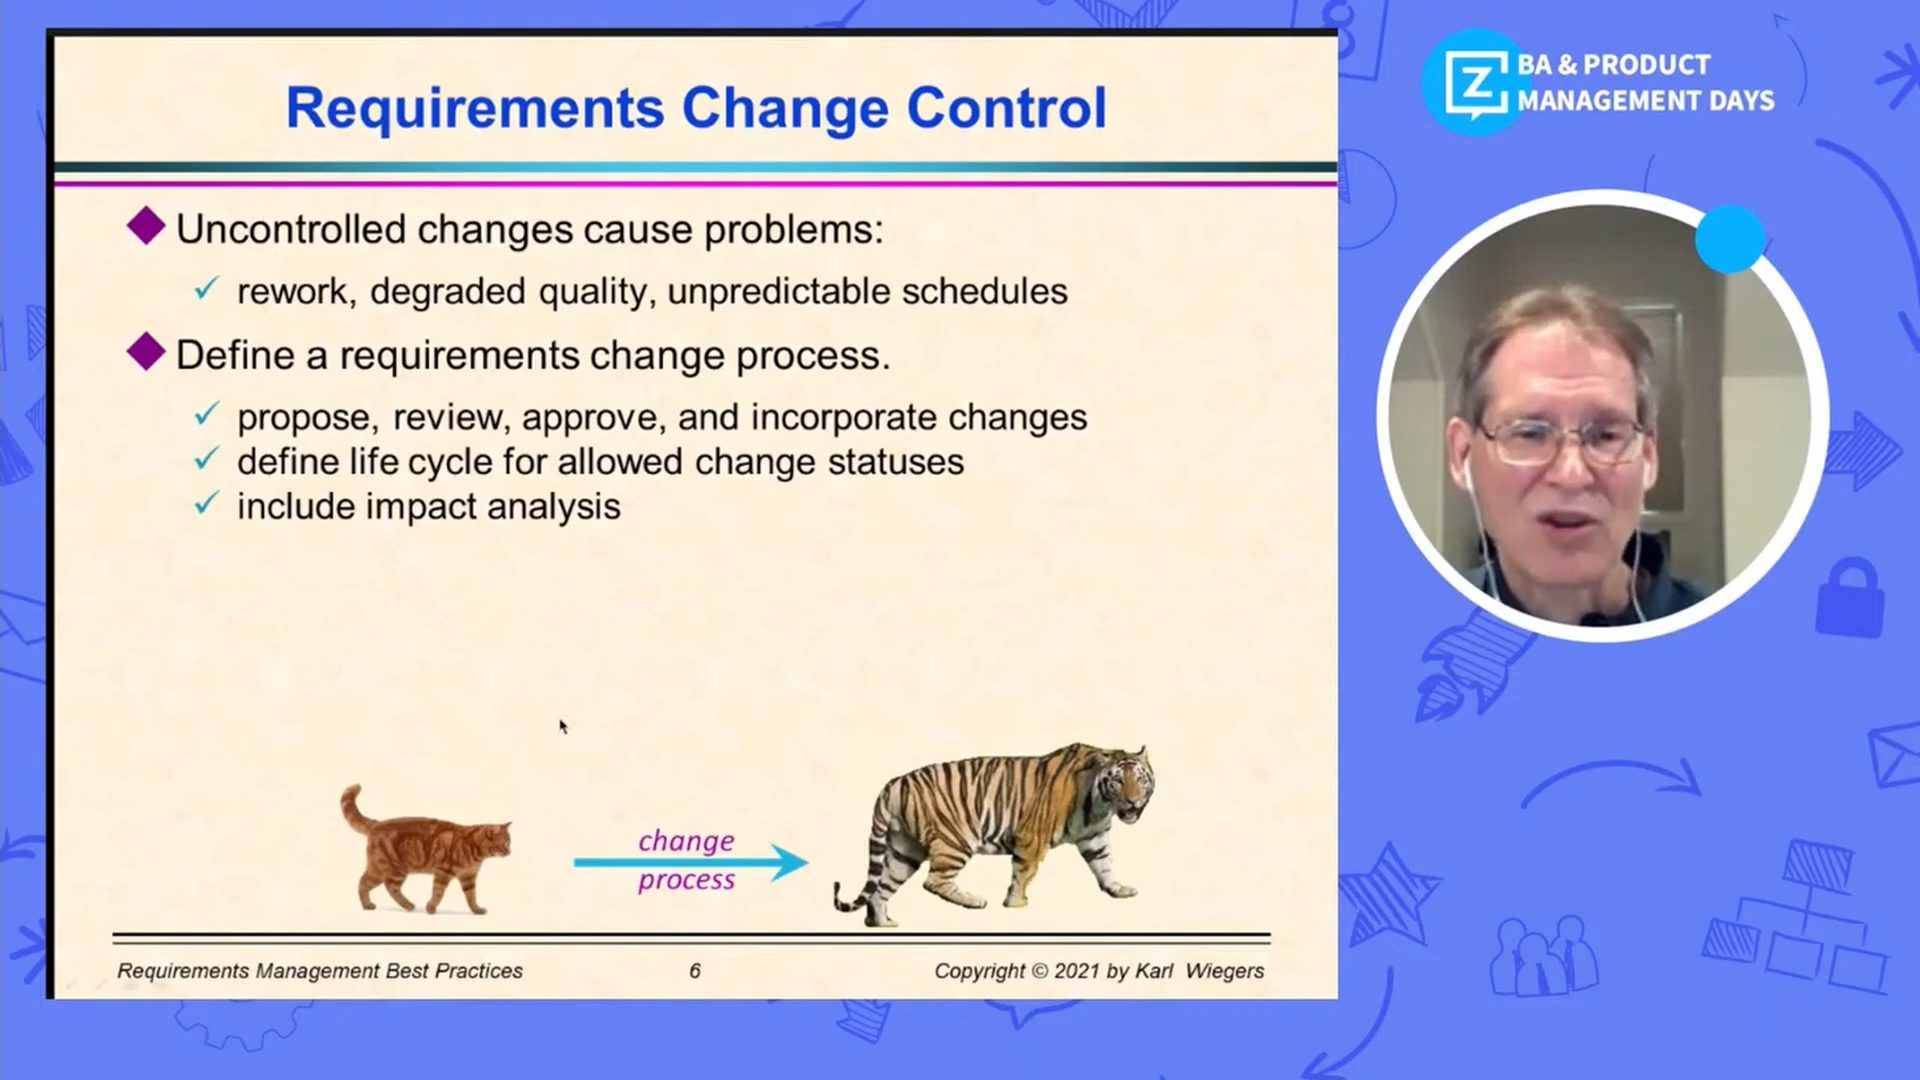 Requirements Change Control
Uncontrolled changes cause problems:
rework, degraded quality, unpredictable schedules
Define a requirements change process.
propose, review, approve, and incorporate changes
define life cycle for allowed change statuses
include impact analysis
change
process
Requirements Management Best Practices
6
Copyright © 2021 by Karl Wiegers
Z
BA & PRODUCT
MANAGEMENT DAYS